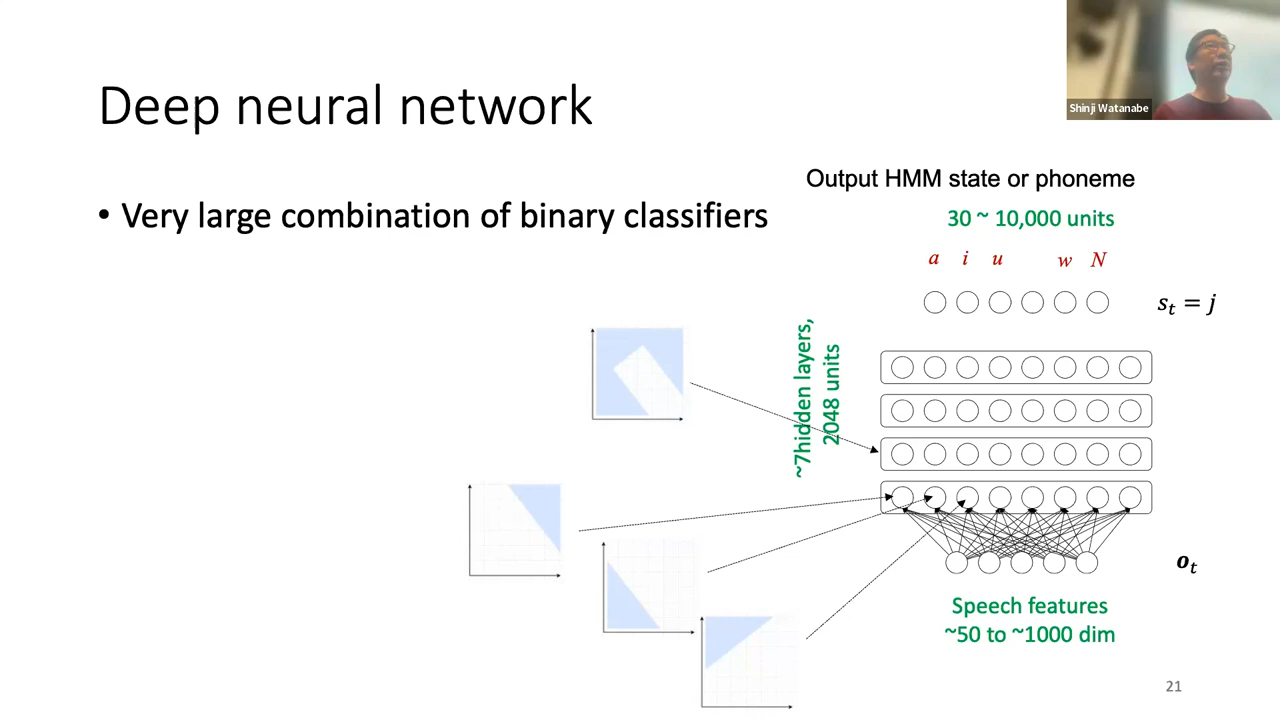 Shinji Watanabe
Deep neural network
• Very large combination of binary classifiers
Output HMM state or phoneme
30 ~ 10,000 units
a i u w N
s_t = j
~7hidden layers,
2048 units
o_t
Speech features
~50 to ~1000 dim
21